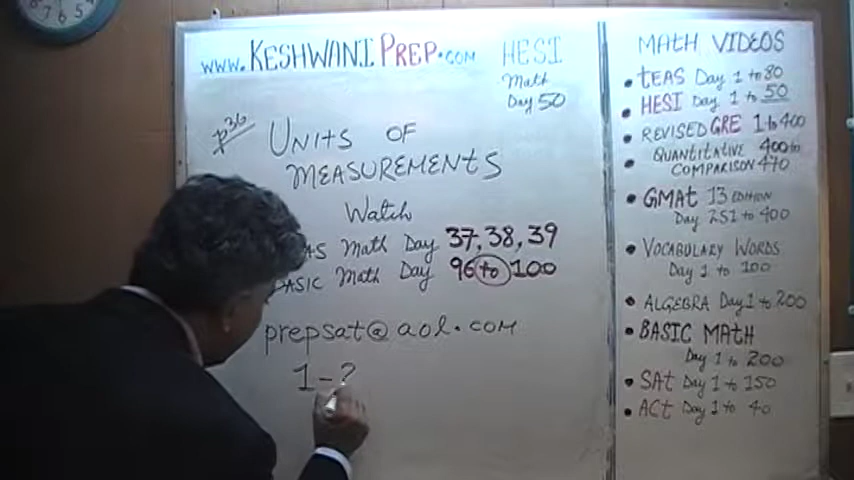 www.KESHWANIPREP.com
HESI
Math
Day 50
p36
UNITS OF
MEASUREMENTS
Watch
AS Math Day 37, 38, 39
BASIC Math Day 96 to 100
prepsat@aol.com
1-2
MATH VIDEOS
• TEAS Day 1 to 80
• HESI Day 1 to 50
• REVISED GRE 1 to 400
• QUANTITATIVE 400 to
COMPARISON 470
• GMAT 13 EDITION
Day 251 to 400
• VOCABULARY WORDS
Day 1 to 100
• ALGEBRA Day 1 to 200
• BASIC MATH
Day 1 to 200
• SAT Day 1 to 150
• ACT Day 1 to 40